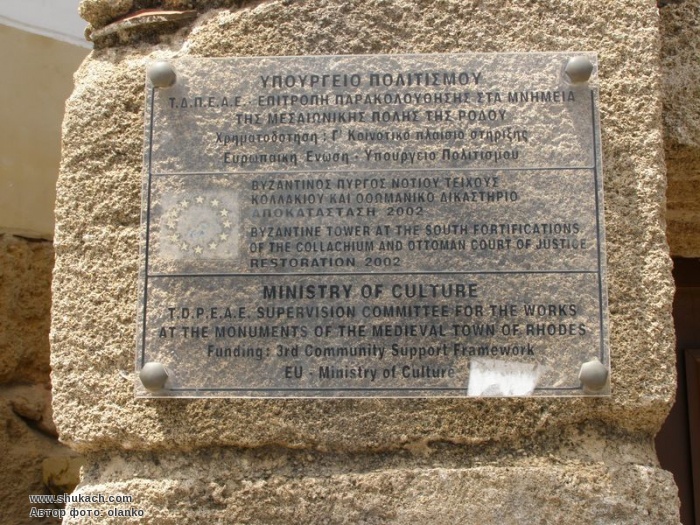 ΥΠΟΥΡΓΕΙΟ ΠΟΛΙΤΙΣΜΟΥ
Τ.Δ.Π.Ε.Α.Ε. - ΕΠΙΤΡΟΠΗ ΠΑΡΑΚΟΛΟΥΘΗΣΗΣ ΣΤΑ ΜΝΗΜΕΙΑ
ΤΗΣ ΜΕΣΑΙΩΝΙΚΗΣ ΠΟΛΗΣ ΤΗΣ ΡΟΔΟΥ
Χρηματοδότηση : Γ' Κοινοτικό πλαίσιο στήριξης
Ευρωπαϊκή Ενωση - Υπουργείο Πολιτισμού
ΒΥΖΑΝΤΙΝΟΣ ΠΥΡΓΟΣ ΝΟΤΙΟΥ ΤΕΙΧΟΥΣ
ΚΟΛΛΑΚΙΟΥ ΚΑΙ ΟΘΩΜΑΝΙΚΟ ΔΙΚΑΣΤΗΡΙΟ
ΑΠΟΚΑΤΑΣΤΑΣΗ 2002
BYZANTINE TOWER AT THE SOUTH FORTIFICATIONS
OF THE COLLACHIUM AND OTTOMAN COURT OF JUSTICE
RESTORATION 2002
MINISTRY OF CULTURE
T.D.P.E.A.E. SUPERVISION COMMITTEE FOR THE WORKS
AT THE MONUMENTS OF THE MEDIEVAL TOWN OF RHODES
Funding: 3rd Community Support Framework
EU - Ministry of Culture
www.shukach.com
Автор фото: olanko